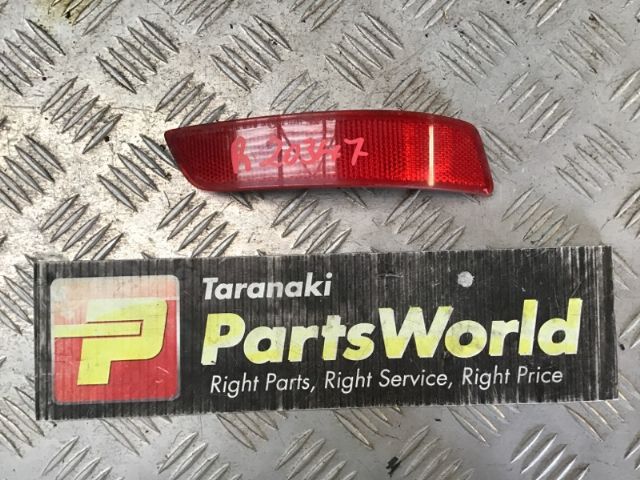 R 20347
Taranaki
PartsWorld
Right Parts, Right Service, Right Price